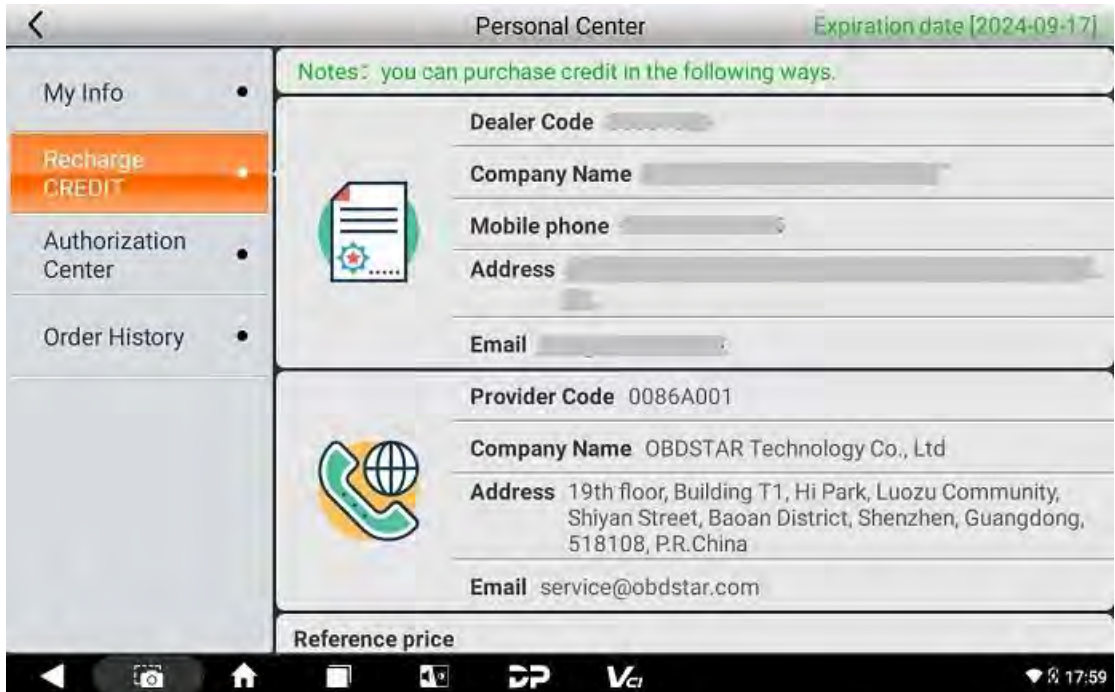 Personal Center
Expiration date [2024-09-17]
My Info
Recharge
CREDIT
Authorization
Center
Order History
Notes：you can purchase credit in the following ways.
Dealer Code
Company Name
Mobile phone
Address
Email
Provider Code 0086A001
Company Name OBDSTAR Technology Co., Ltd
Address 19th floor, Building T1, Hi Park, Luozu Community,
Shiyan Street, Baoan District, Shenzhen, Guangdong,
518108, P.R.China
Email service@obdstar.com
Reference price
DP
VCI
17:59